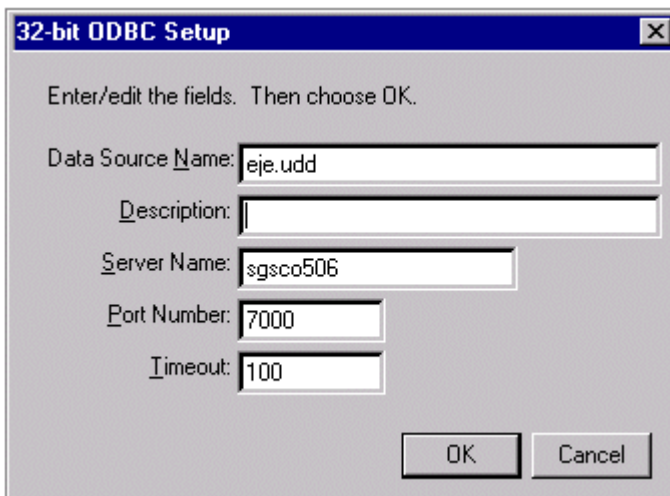 32-bit ODBC Setup
Enter/edit the fields. Then choose OK.
Data Source Name: eje.udd
Description:
Server Name: sgsco506
Port Number: 7000
Timeout: 100
OK Cancel